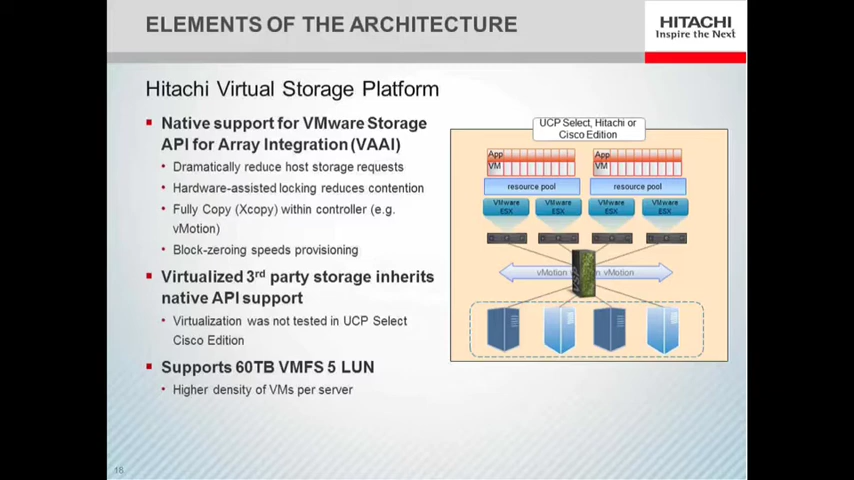 ELEMENTS OF THE ARCHITECTURE
HITACHI
Inspire the Next
Hitachi Virtual Storage Platform
Native support for VMware Storage
API for Array Integration (VAAI)
Dramatically reduce host storage requests
Hardware-assisted locking reduces contention
Fully Copy (Xcopy) within controller (e.g.
vMotion)
Block-zeroing speeds provisioning
Virtualized 3rd party storage inherits
native API support
Virtualization was not tested in UCP Select
Cisco Edition
Supports 60TB VMFS 5 LUN
Higher density of VMs per server
UCP Select, Hitachi or
Cisco Edition
App App
VM VM
resource pool resource pool
VMware VMware VMware VMware
ESX ESX ESX ESX
vMotion vMotion
18